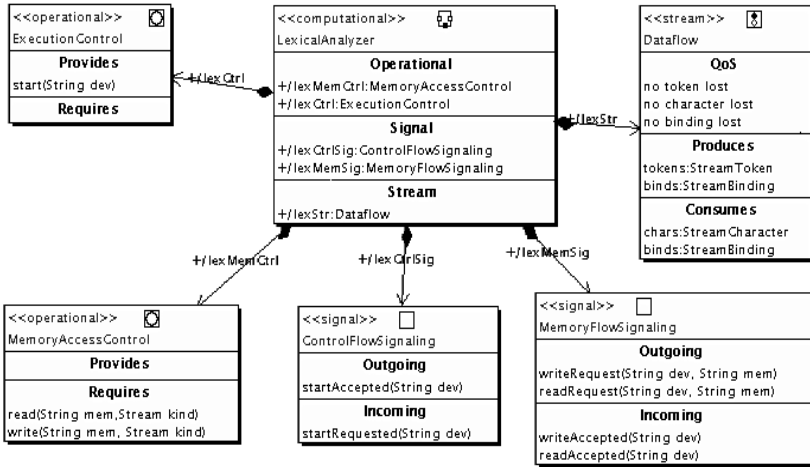 <<operational>>
ExecutionControl
Provides
start(String dev)
Requires
+/lexCtrl
<<computational>>
LexicalAnalyzer
Operational
+/lexMemCtrl:MemoryAccessControl
+/lexCtrl:ExecutionControl
Signal
+/lexCtrlSig:ControlFlowSignaling
+/lexMemSig:MemoryFlowSignaling
Stream
+/lexStr:Dataflow
+/lexStr
<<stream>>
Dataflow
QoS
no token lost
no character lost
no binding lost
Produces
tokens:StreamToken
binds:StreamBinding
Consumes
chars:StreamCharacter
binds:StreamBinding
+/lexMemCtrl
+/lexCtrlSig
+/lexMemSig
<<operational>>
MemoryAccessControl
Provides
Requires
read(String mem,Stream kind)
write(String mem, Stream kind)
<<signal>>
ControlFlowSignaling
Outgoing
startAccepted(String dev)
Incoming
startRequested(String dev)
<<signal>>
MemoryFlowSignaling
Outgoing
writeRequest(String dev, String mem)
readRequest(String dev, String mem)
Incoming
writeAccepted(String dev)
readAccepted(String dev)